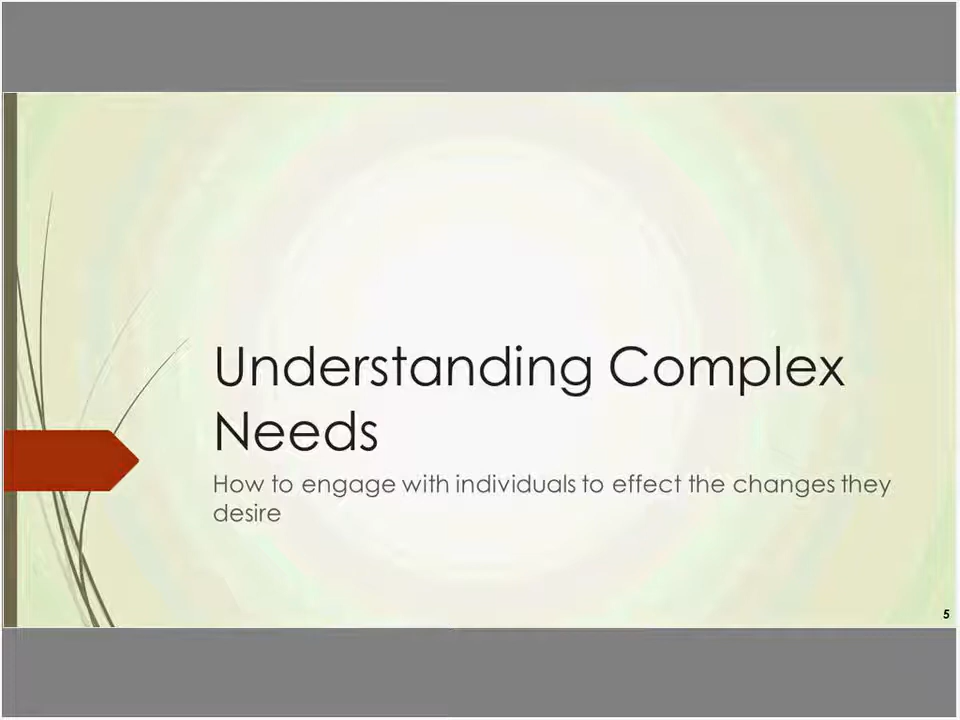 Understanding Complex
Needs
How to engage with individuals to effect the changes they
desire
5